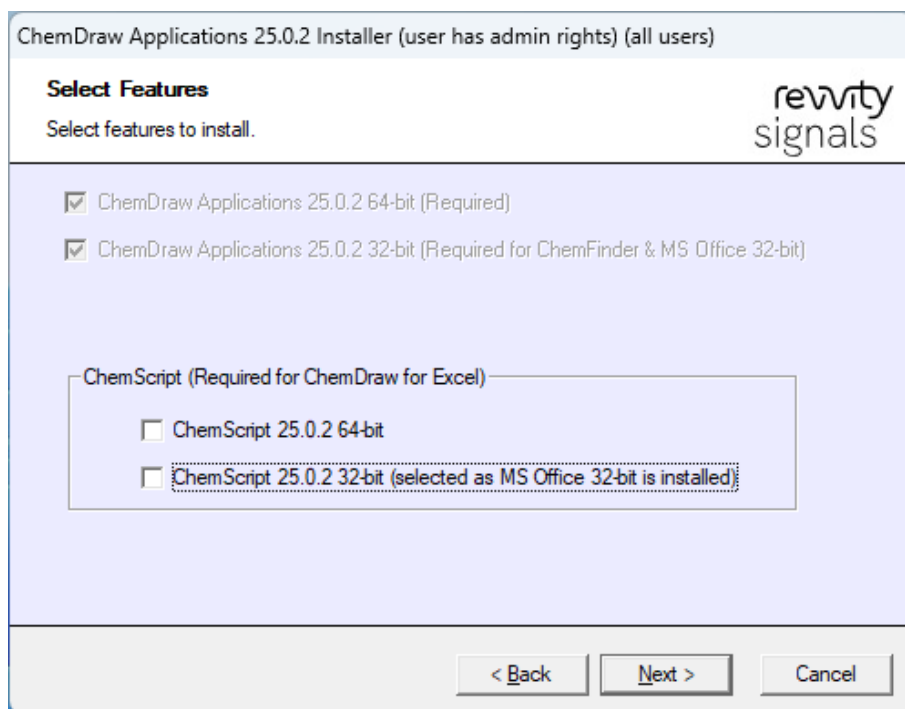 ChemDraw Applications 25.0.2 Installer (user has admin rights) (all users)
Select Features
Select features to install.
revvity
signals
ChemDraw Applications 25.0.2 64-bit (Required)
ChemDraw Applications 25.0.2 32-bit (Required for ChemFinder & MS Office 32-bit)
ChemScript (Required for ChemDraw for Excel)
ChemScript 25.0.2 64-bit
ChemScript 25.0.2 32-bit (selected as MS Office 32-bit is installed)
< Back
Next >
Cancel